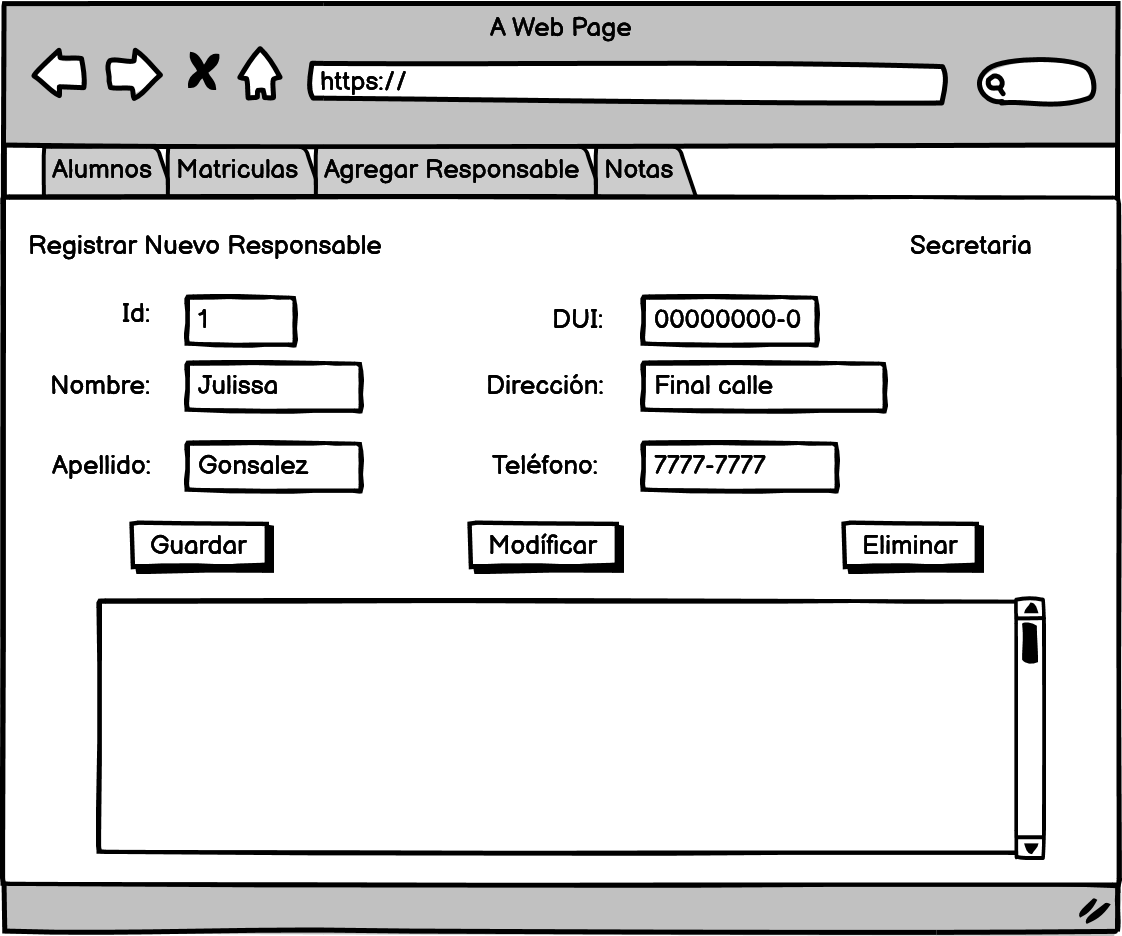 A Web Page
https://
Alumnos Matriculas Agregar Responsable Notas
Registrar Nuevo Responsable Secretaria
Id: 1 DUI: 00000000-0
Nombre: Julissa Dirección: Final calle
Apellido: Gonsalez Teléfono: 7777-7777
Guardar Modíficar Eliminar